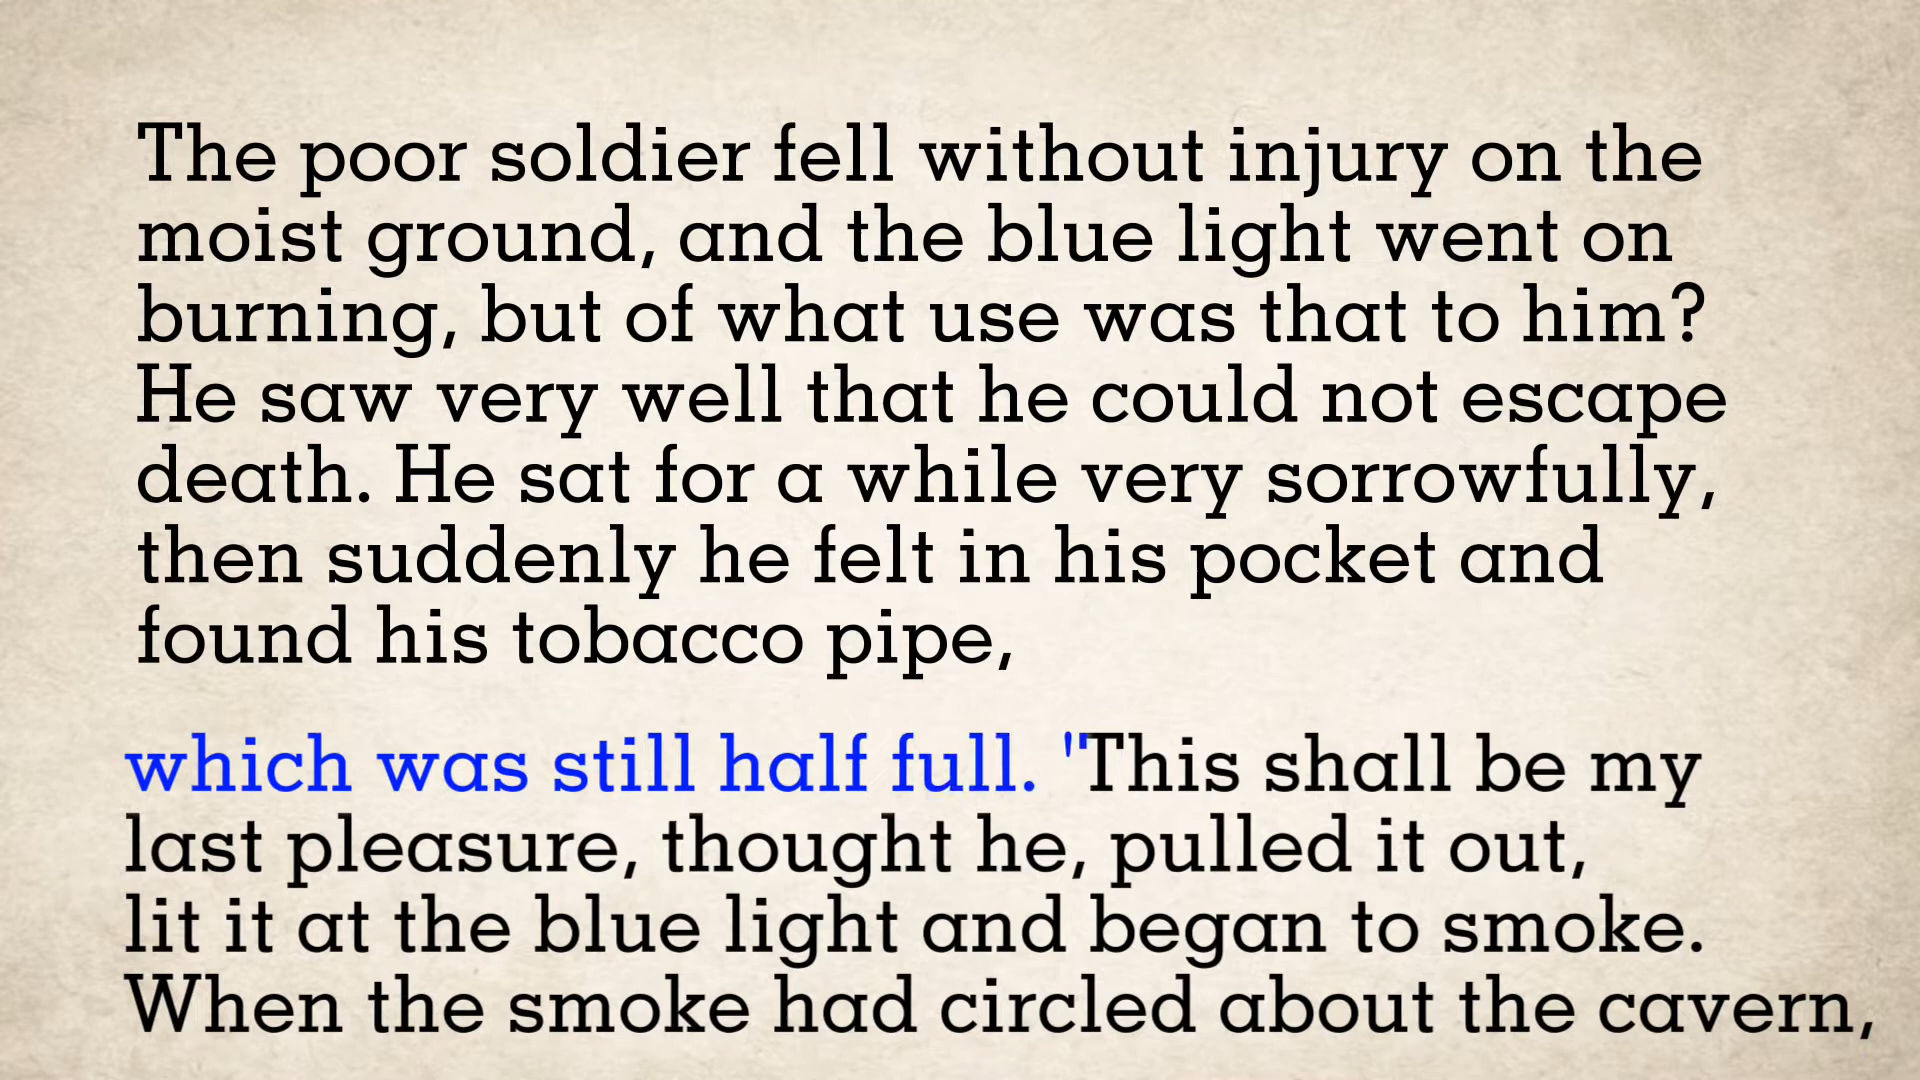 The poor soldier fell without injury on the
moist ground, and the blue light went on
burning, but of what use was that to him?
He saw very well that he could not escape
death. He sat for a while very sorrowfully,
then suddenly he felt in his pocket and
found his tobacco pipe,
which was still half full. "This shall be my
last pleasure, thought he, pulled it out,
lit it at the blue light and began to smoke.
When the smoke had circled about the cavern,